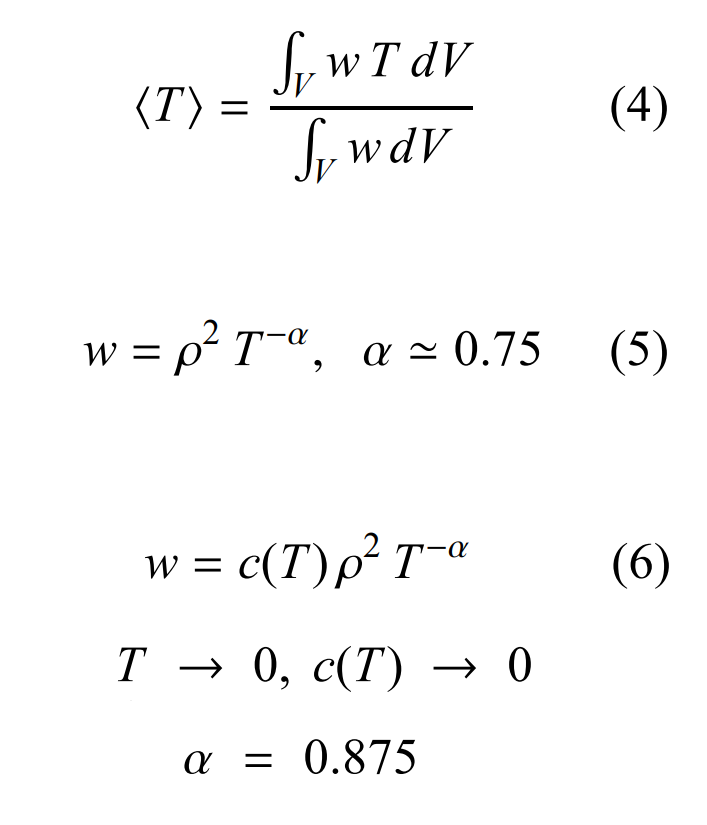 ⟨T⟩ = ∫_V w T dV / ∫_V w dV (4)
w = ρ² T^{−α}, α ≃ 0.75 (5)
w = c(T) ρ² T^{−α} (6)
T → 0, c(T) → 0
α = 0.875